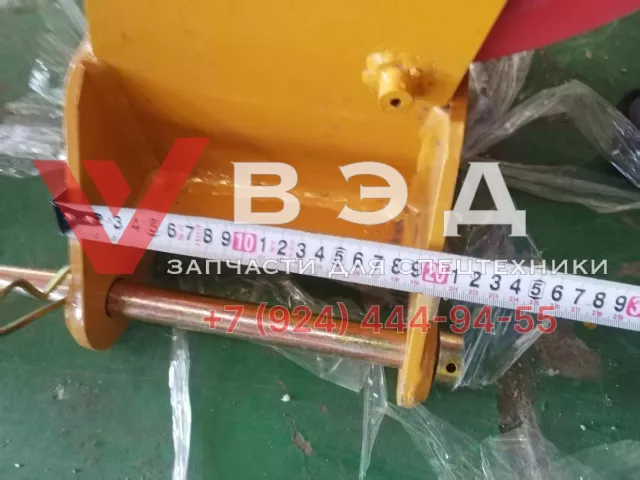 ВЭД
ЗАПЧАСТИ ДЛЯ СПЕЦТЕХНИКИ
2 3 4 5 6 7 8 9 10 1 2 3 4 5 6 7 8 9 20 1 2 3 4 5 6 7 8 9 3
+7 (924) 444-94-55